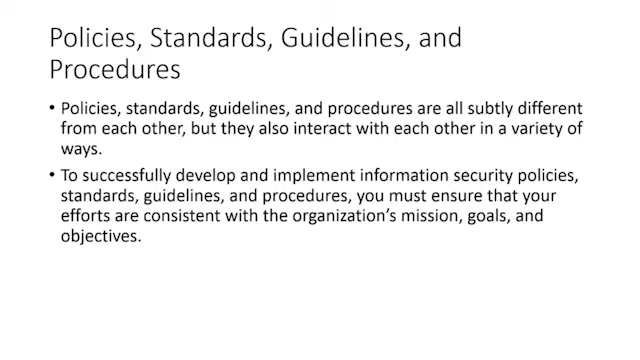 Policies, Standards, Guidelines, and
Procedures
• Policies, standards, guidelines, and procedures are all subtly different
from each other, but they also interact with each other in a variety of
ways.
• To successfully develop and implement information security policies,
standards, guidelines, and procedures, you must ensure that your
efforts are consistent with the organization's mission, goals, and
objectives.